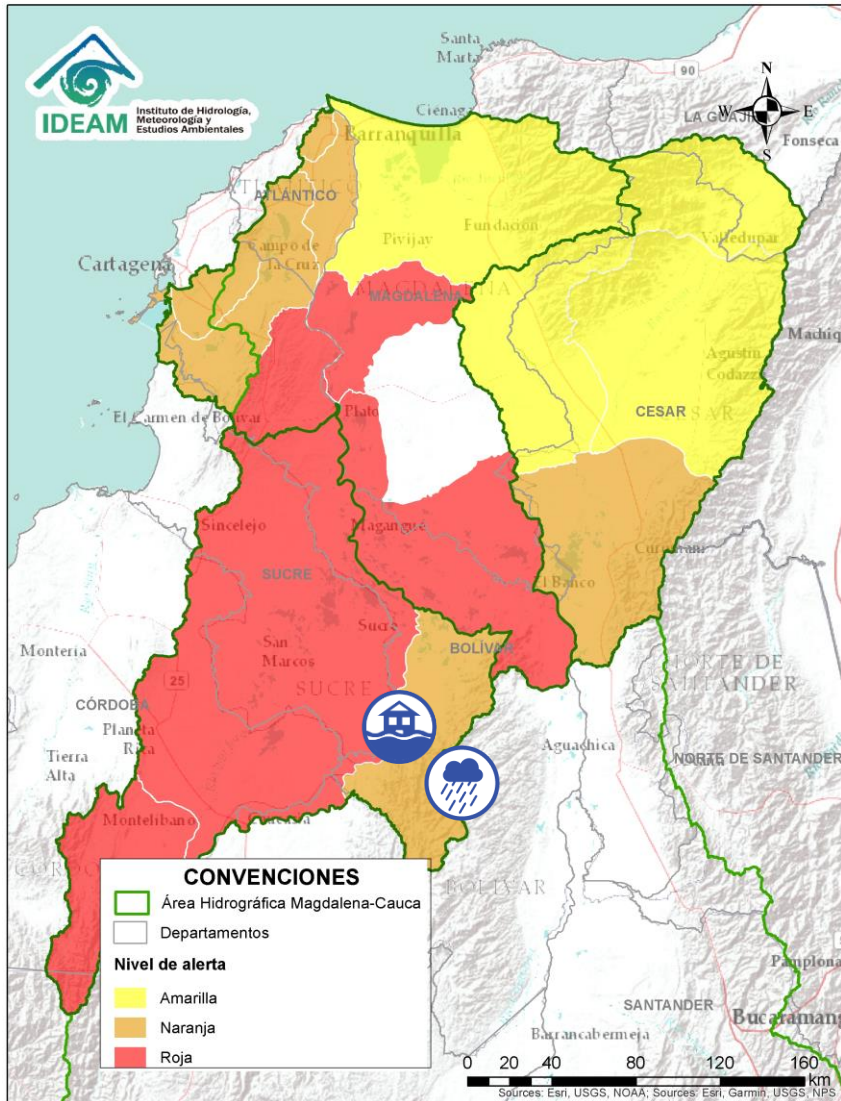 Santa
Marta
90
N
W E
S
IDEAM
Instituto de Hidrología,
Meteorología y
Estudios Ambientales
Ciénaga
LA GUAJIRA
Fonseca
Barranquilla
ATLÁNTICO
Campo de
la Cruz
Pivijay
Fundación
Valledupar
Cartagena
MAGDALENA
MAGDALENA
Agustín
Codazzi
El Carmen de Bolívar
Plato
CESAR
Sincelejo
Magangué
SUCRE
El Banco
Sucre
San
Marcos
BOLÍVAR
SUCRE
Montería
25
CÓRDOBA
Planeta
Rica
Tierra
Alta
Aguachica
NORTE DE
SANTANDER
NORTE DE SANTANDER
Montelíbano
BOLÍVAR
CONVENCIONES
Área Hidrográfica Magdalena-Cauca
Departamentos
Nivel de alerta
Amarilla
Naranja
Roja
Pamplona
SANTANDER
Barrancabermeja
0 20 40 80 120 160
km
Sources: Esri, USGS, NOAA; Sources: Esri, Garmin, USGS, NPS